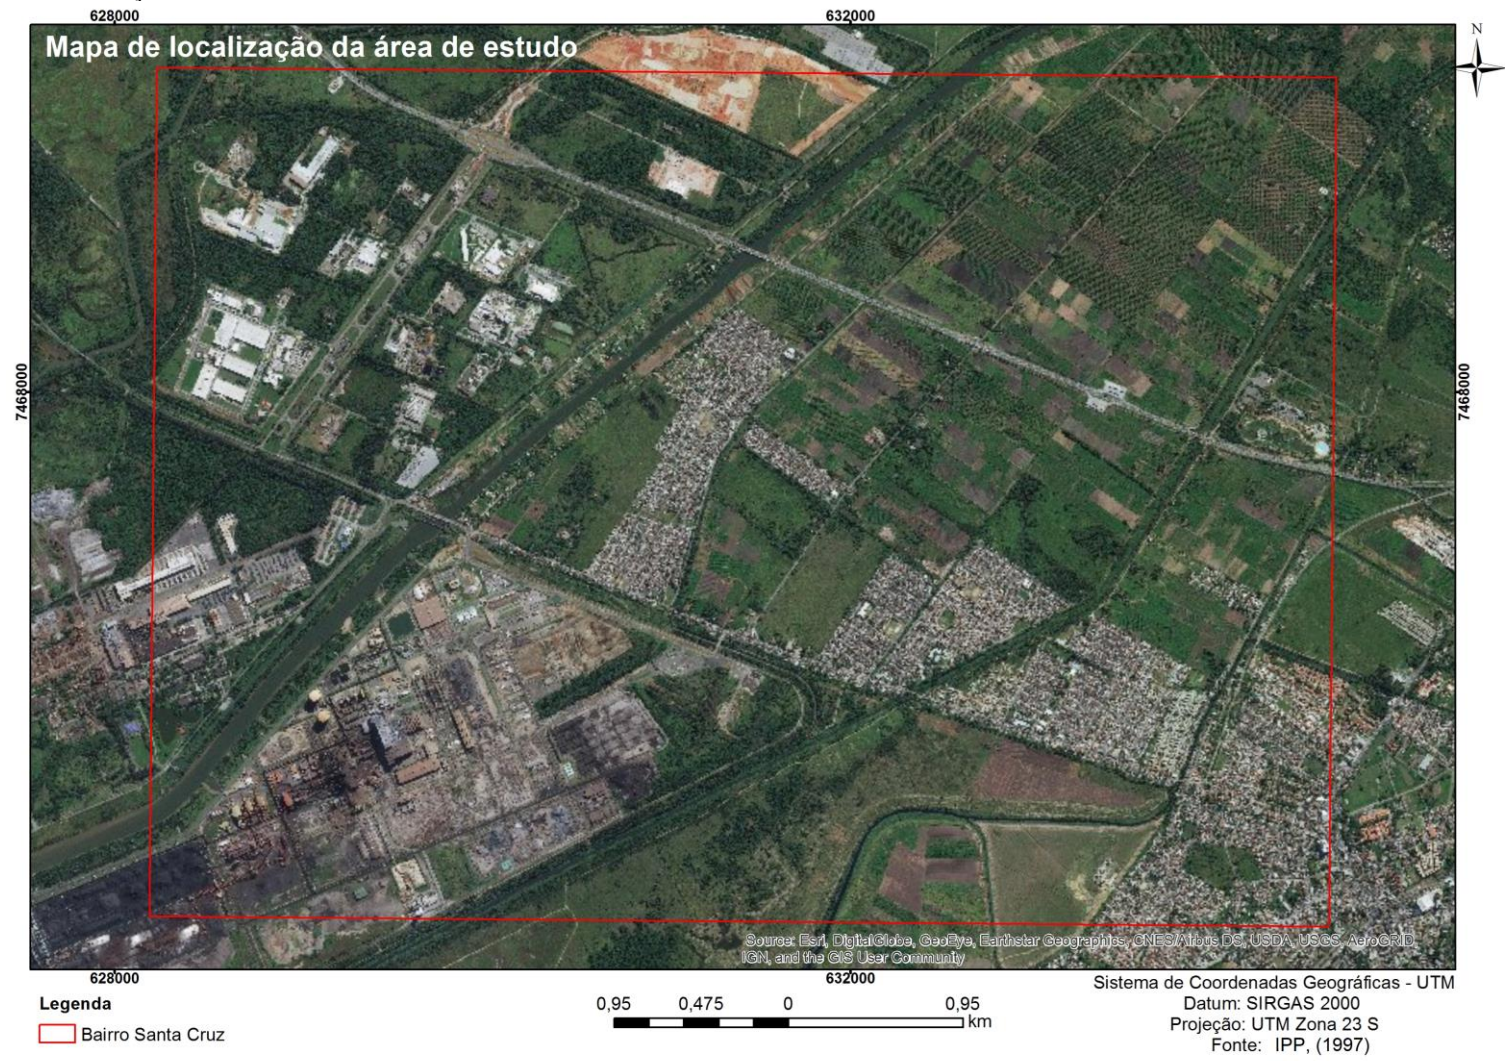 628000
632000
Mapa de localização da área de estudo
N
7468000
7468000
Source: Esri, DigitalGlobe, GeoEye, Earthstar Geographics, CNES/Airbus DS, USDA, USGS, AeroGRID,
IGN, and the GIS User Community
628000
632000
Legenda
Bairro Santa Cruz
0,95 0,475 0 0,95
km
Sistema de Coordenadas Geográficas - UTM
Datum: SIRGAS 2000
Projeção: UTM Zona 23 S
Fonte: IPP, (1997)